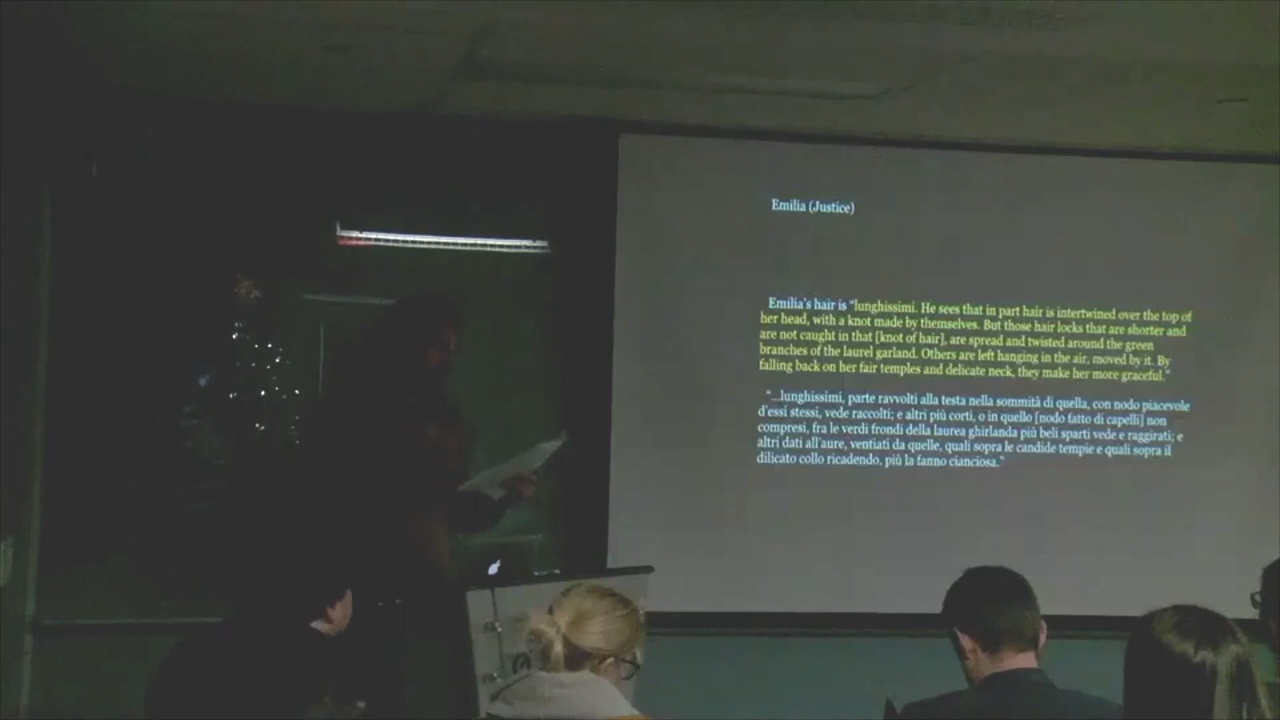 Emilia (Justice)
Emilia's hair is "lunghissimi. He sees that in part hair is intertwined over the top of
her head, with a knot made by themselves. But those hair locks that are shorter and
are not caught in that [knot of hair], are spread and twisted around the green
branches of the laurel garland. Others are left hanging in the air, moved by it. By
falling back on her fair temples and delicate neck, they make her more graceful."
"...lunghissimi, parte ravvolti alla testa nella sommità di quella, con nodo piacevole
d'essi stessi, vede raccolti; e altri più corti, o in quello [nodo fatto di capelli] non
compresi, fra le verdi frondi della laurea ghirlanda più beli sparti vede e raggirati; e
altri dati all'aure, ventiati da quelle, quali sopra le candide tempie e quali sopra il
dilicato collo ricadendo, più la fanno cianciosa."